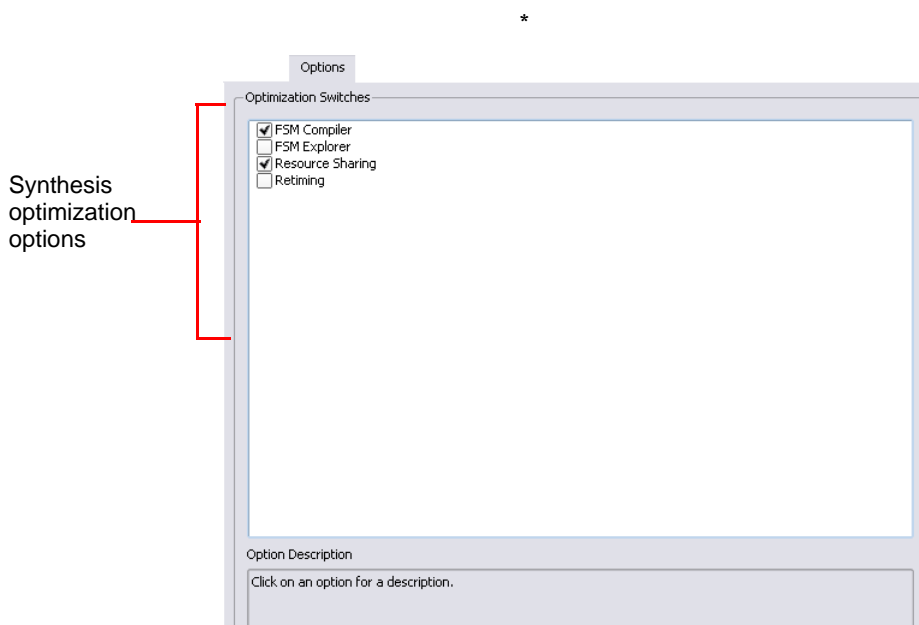 *
Options
Optimization Switches
FSM Compiler
FSM Explorer
Resource Sharing
Retiming
Synthesis
optimization
options
Option Description
Click on an option for a description.